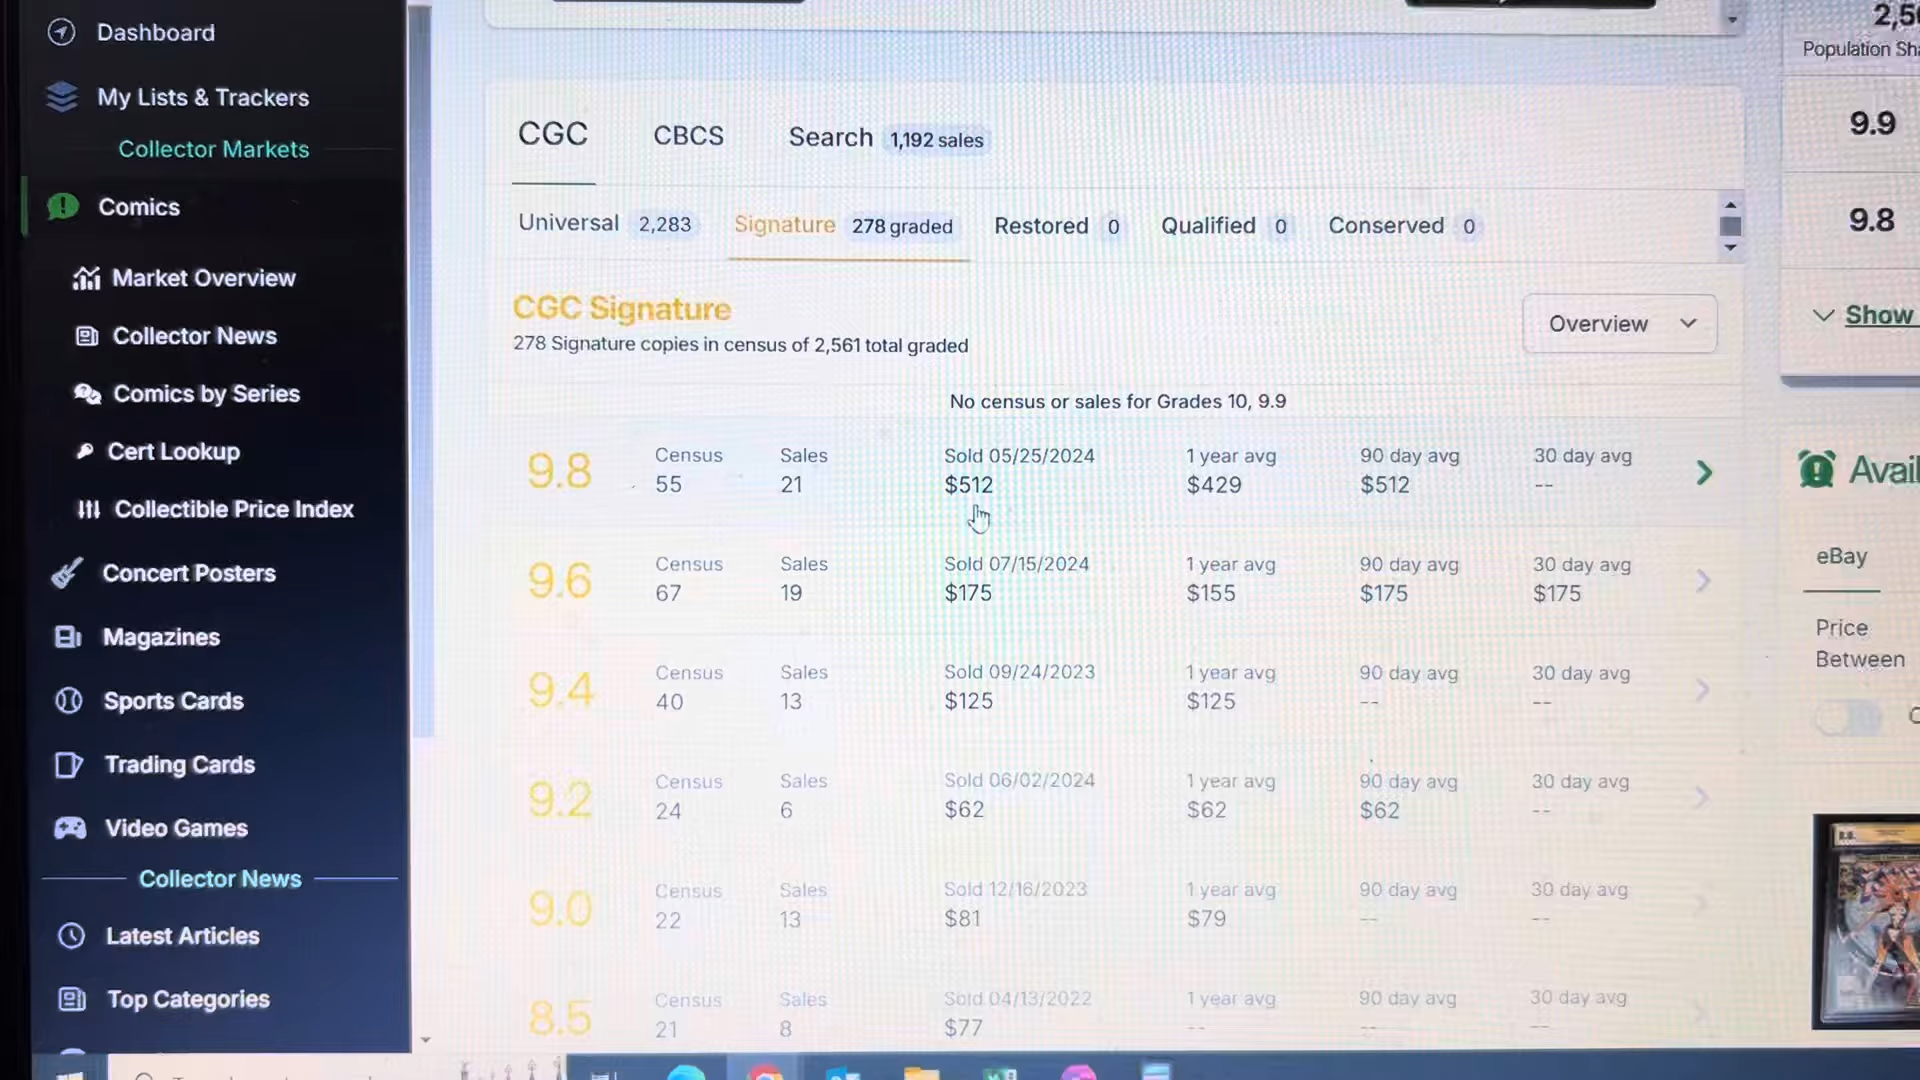 Dashboard
My Lists & Trackers
Collector Markets
Comics
Market Overview
Collector News
Comics by Series
Cert Lookup
Collectible Price Index
Concert Posters
Magazines
Sports Cards
Trading Cards
Video Games
Collector News
Latest Articles
Top Categories
CGC CBCS Search 1,192 sales
Universal 2,283 Signature 278 graded Restored 0 Qualified 0 Conserved 0
CGC Signature
278 Signature copies in census of 2,561 total graded
Overview
No census or sales for Grades 10, 9.9
9.8 Census Sales Sold 05/25/2024 1 year avg 90 day avg 30 day avg
55 21 $512 $429 $512 --
9.6 Census Sales Sold 07/15/2024 1 year avg 90 day avg 30 day avg
67 19 $175 $155 $175 $175
9.4 Census Sales Sold 09/24/2023 1 year avg 90 day avg 30 day avg
40 13 $125 $125 -- --
9.2 Census Sales Sold 06/02/2024 1 year avg 90 day avg 30 day avg
24 6 $62 $62 $62 --
9.0 Census Sales Sold 12/16/2023 1 year avg 90 day avg 30 day avg
22 13 $81 $79 -- --
8.5 Census Sales Sold 04/13/2022 1 year avg 90 day avg 30 day avg
21 8 $77 -- -- --
Population
9.9
9.8
Show
eBay
Price
Between